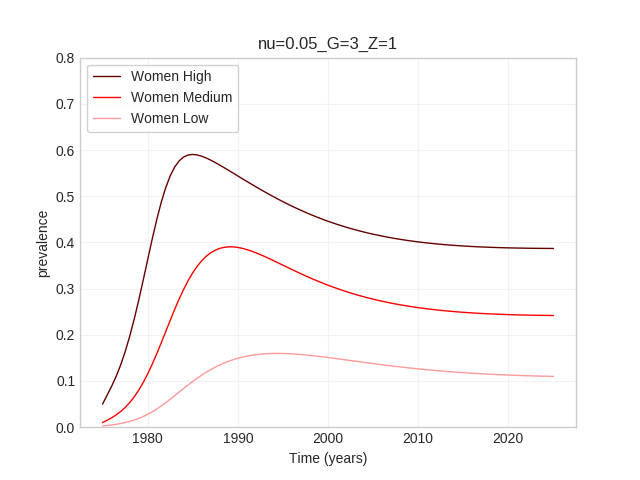 nu=0.05_G=3_Z=1
Women High
Women Medium
Women Low
prevalence
0.8
0.7
0.6
0.5
0.4
0.3
0.2
0.1
0.0
1980 1990 2000 2010 2020
Time (years)